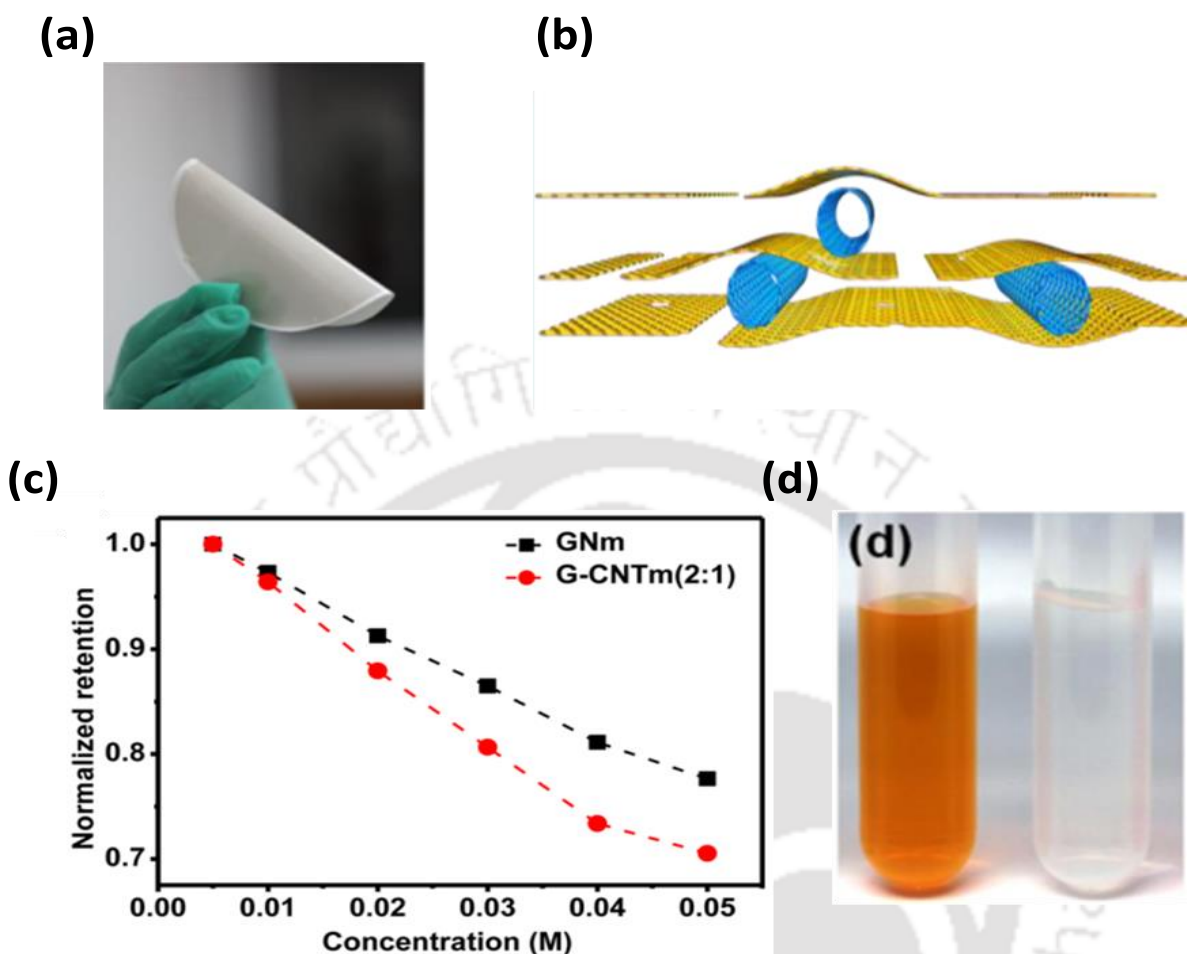 (a)
(b)
(c)
(d)
(d)
GNm
G-CNTm(2:1)
Normalized retention
1.0
0.9
0.8
0.7
0.00 0.01 0.02 0.03 0.04 0.05
Concentration (M)